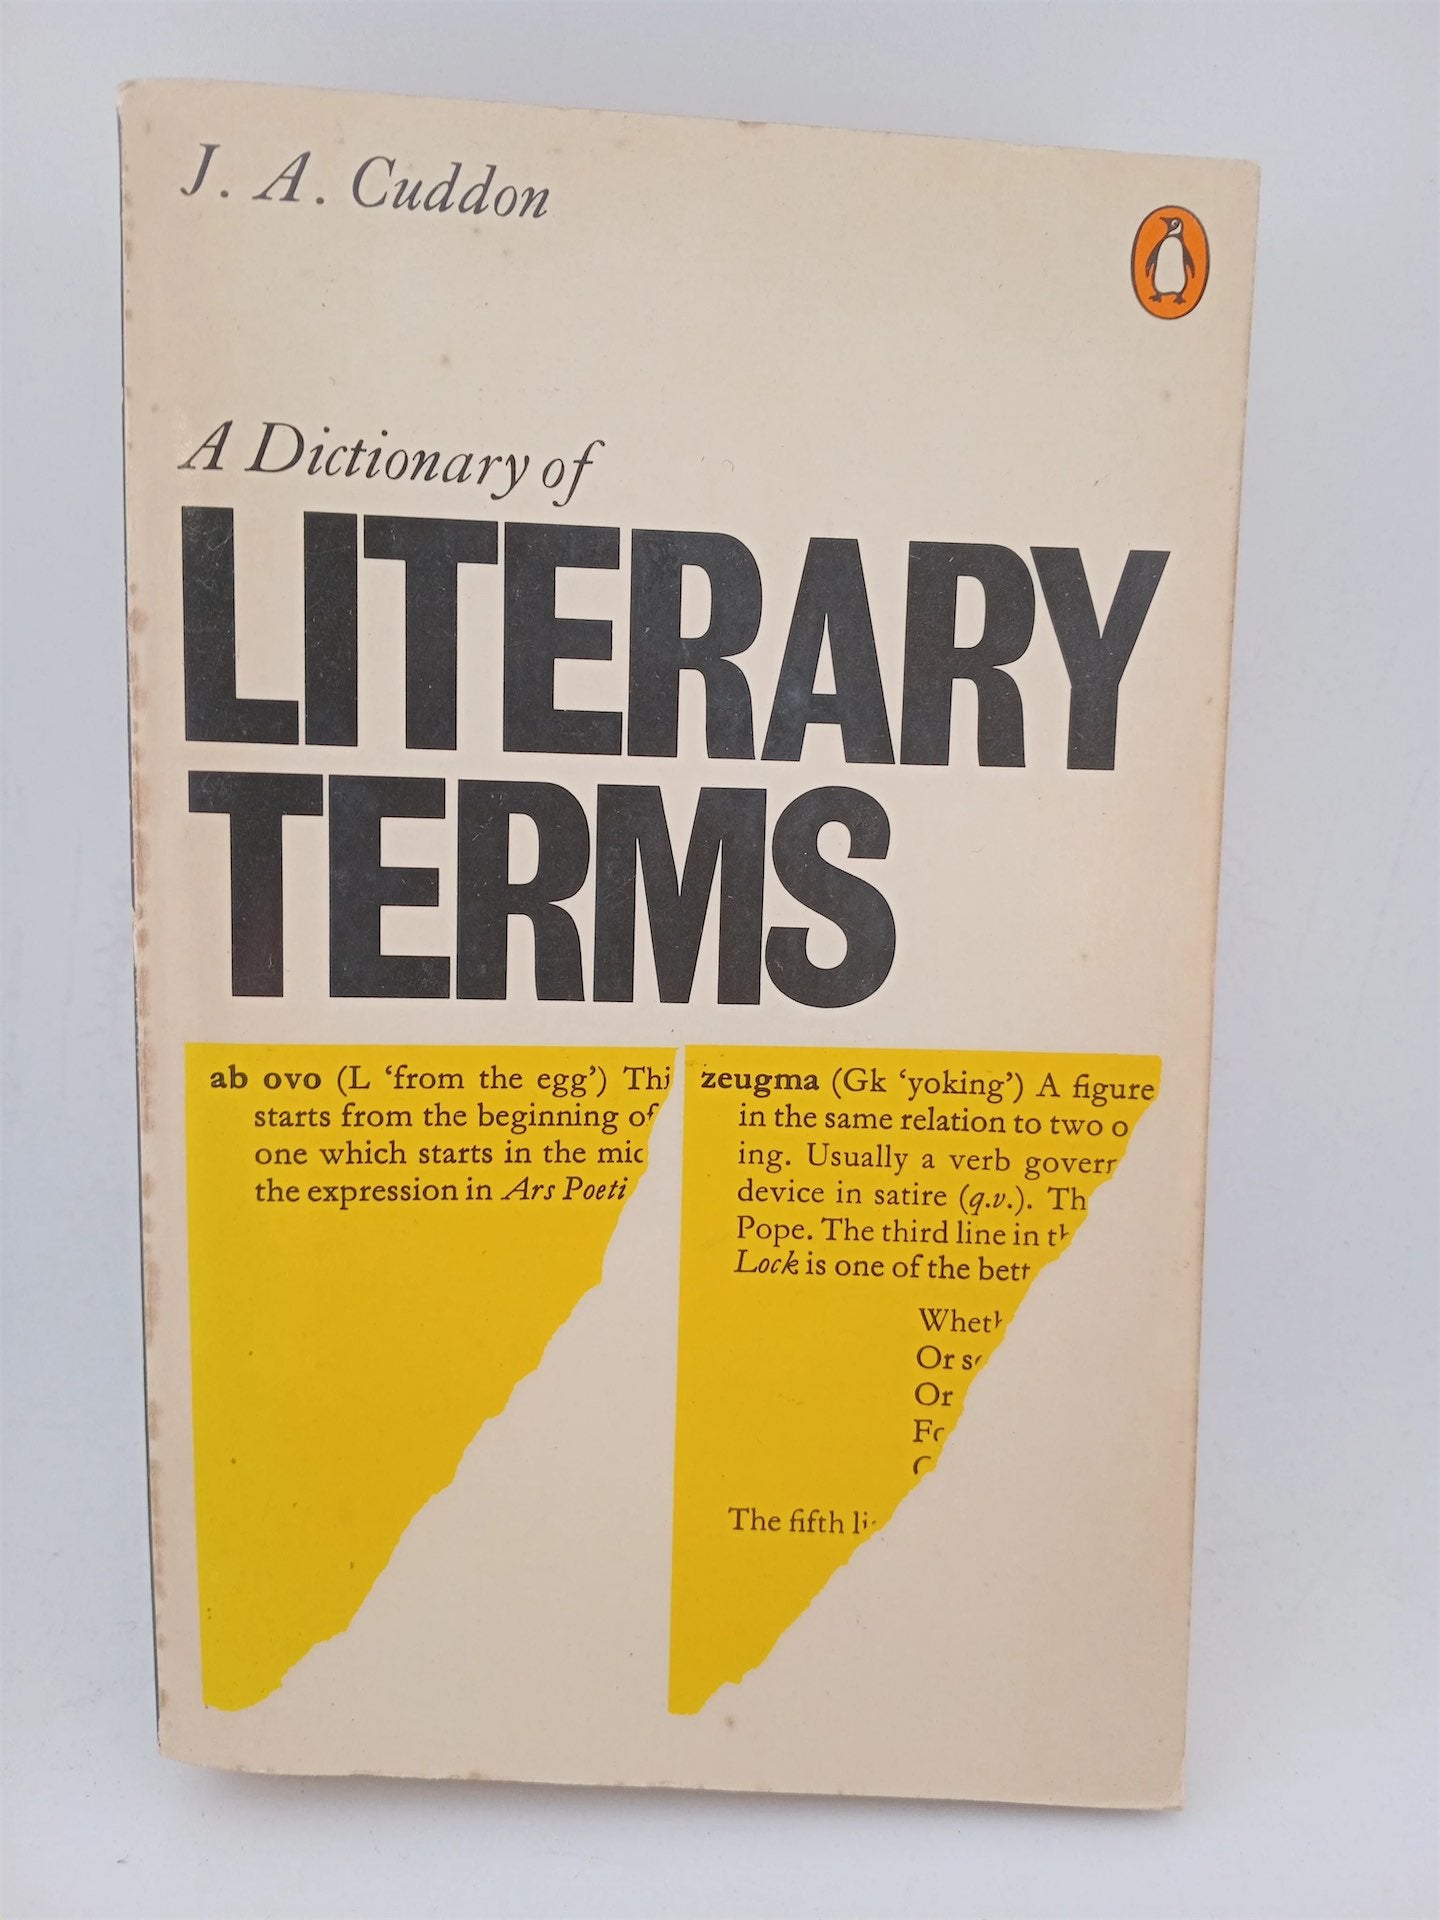 J. A. Cuddon
A Dictionary of
LITERARY
TERMS
ab ovo (L ‘from the egg’) Thi
starts from the beginning of
one which starts in the mic
the expression in Ars Poeti
zeugma (Gk ‘yoking’) A figure
in the same relation to two o
ing. Usually a verb govern
device in satire (q.v.). Th
Pope. The third line in th
Lock is one of the bett
Wheth
Or so
Or
Fo
The fifth li